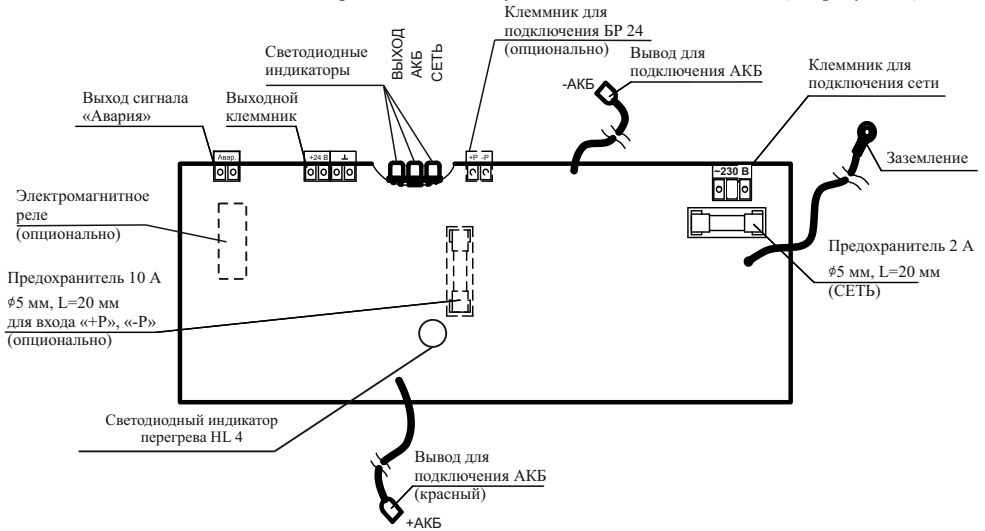 Клеммник для
подключения БР 24
(опционально)
Светодиодные
индикаторы
ВЫХОД
АКБ
СЕТЬ
Вывод для
подключения АКБ
-АКБ
Клеммник для
подключения сети
Выход сигнала
«Авария»
Выходной
клеммник
Заземление
Авар.
+24 В
+P -P
~230 В
Электромагнитное
реле
(опционально)
Предохранитель 10 А
ϕ5 мм, L=20 мм
для входа «+Р», «-Р»
(опционально)
Предохранитель 2 А
ϕ5 мм, L=20 мм
(СЕТЬ)
Светодиодный индикатор
перегрева HL 4
Вывод для
подключения АКБ
(красный)
+АКБ